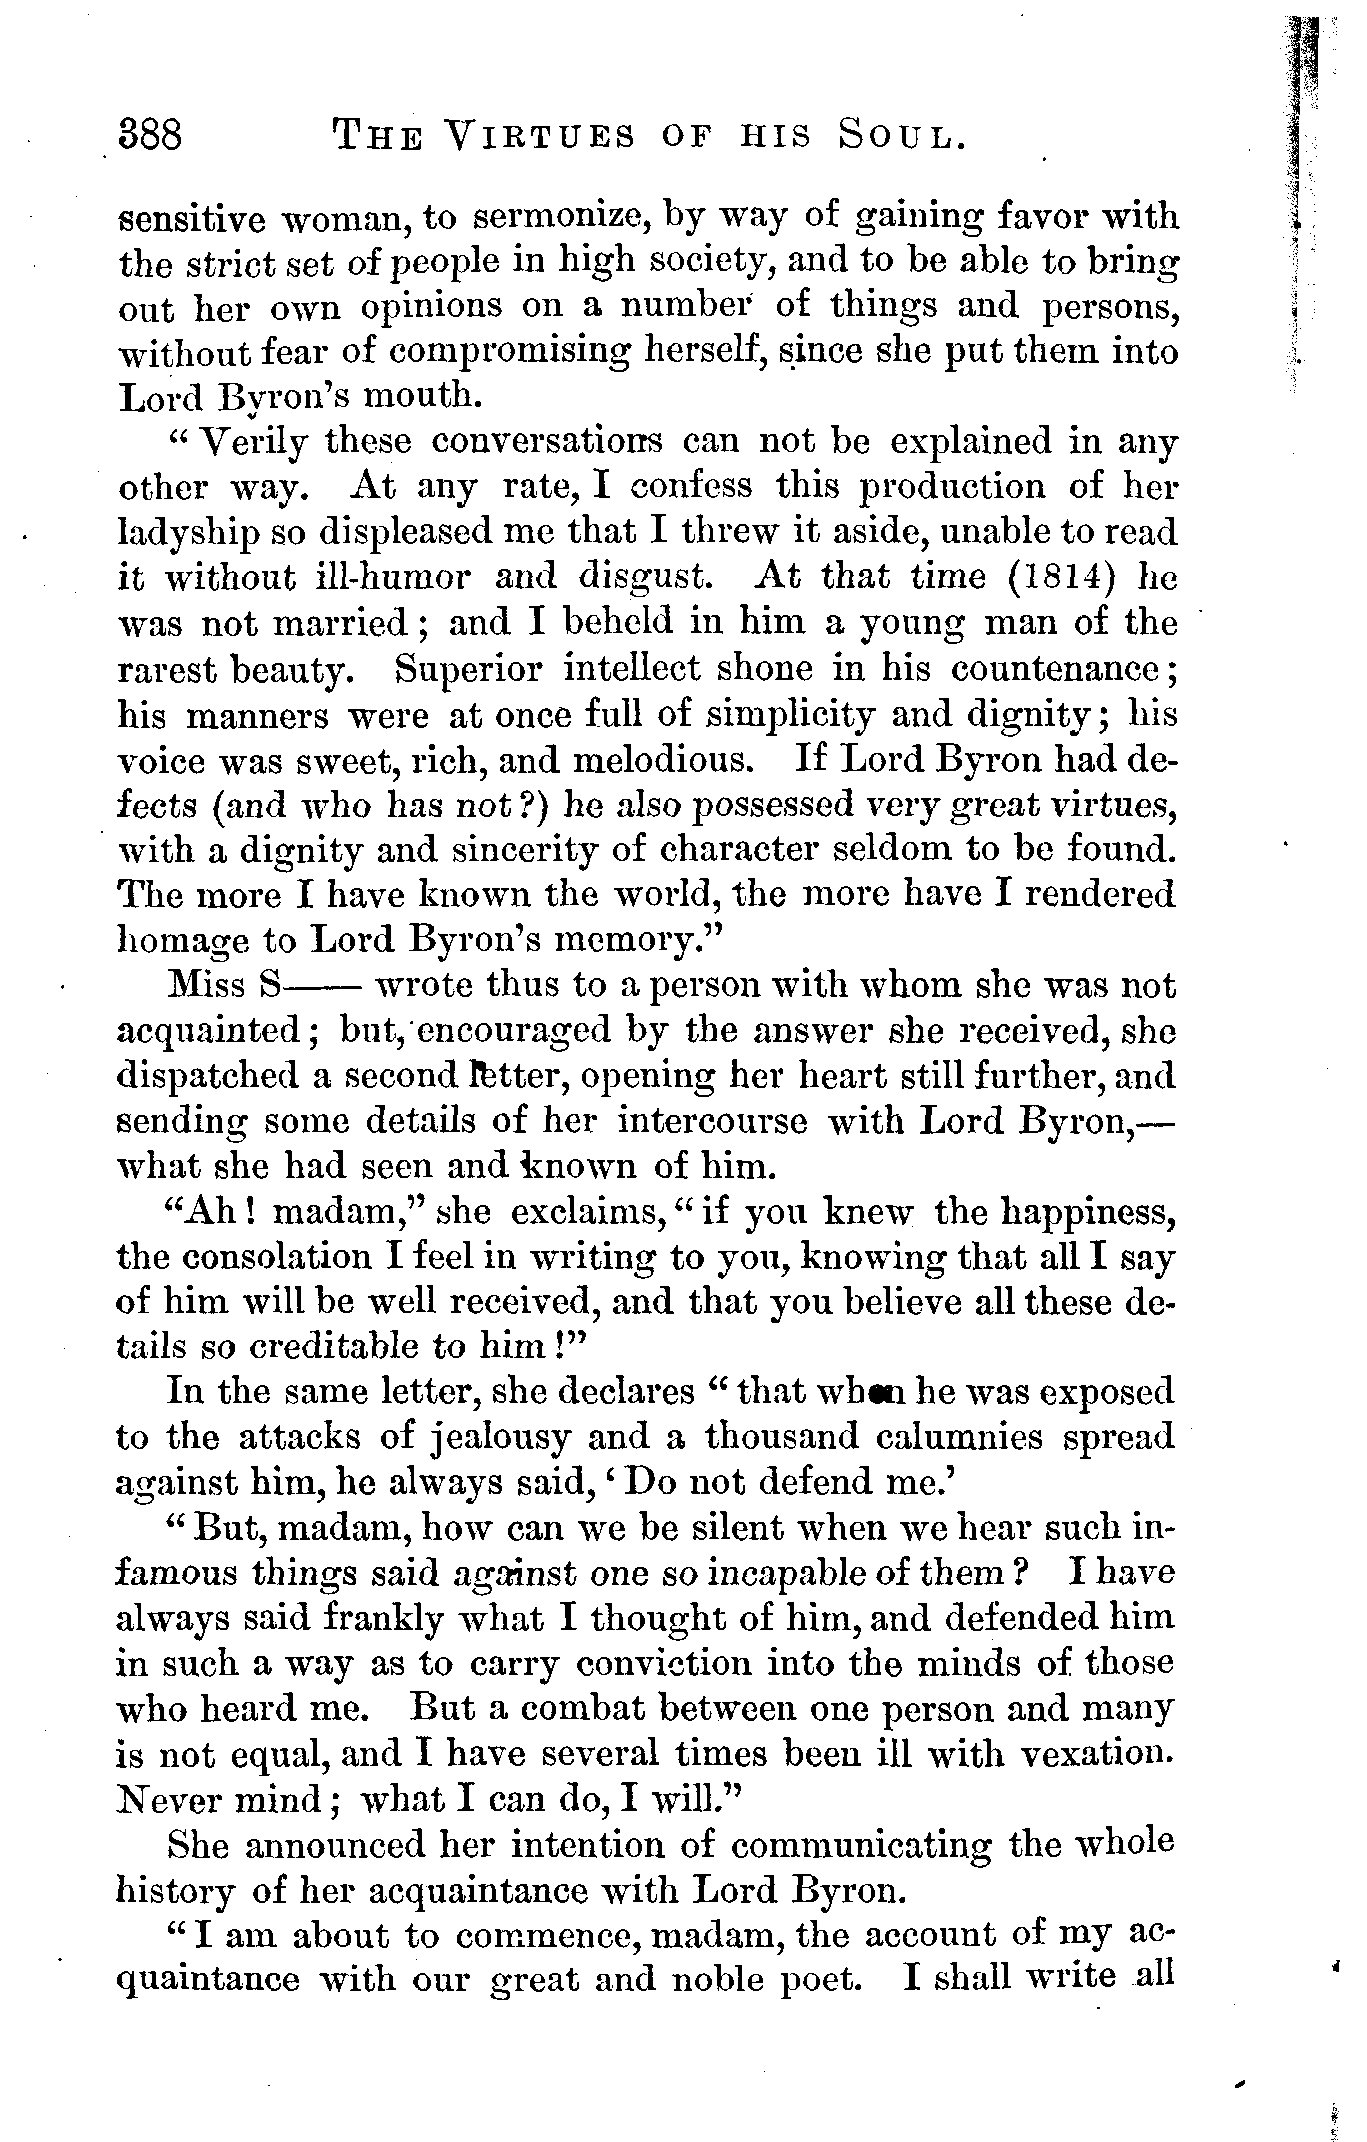 388 THE VIRTUES OF HIS SOUL.
sensitive woman, to sermonize, by way of gaining favor with
the strict set of people in high society, and to be able to bring
out her own opinions on a number of things and persons,
without fear of compromising herself, since she put them into
Lord Byron's mouth.
"Verily these conversations can not be explained in any
other way. At any rate, I confess this production of her
ladyship so displeased me that I threw it aside, unable to read
it without ill-humor and disgust. At that time (1814) he
was not married; and I beheld in him a young man of the
rarest beauty. Superior intellect shone in his countenance;
his manners were at once full of simplicity and dignity; his
voice was sweet, rich, and melodious. If Lord Byron had de-
fects (and who has not?) he also possessed very great virtues,
with a dignity and sincerity of character seldom to be found.
The more I have known the world, the more have I rendered
homage to Lord Byron's memory."
Miss S—— wrote thus to a person with whom she was not
acquainted; but, encouraged by the answer she received, she
dispatched a second letter, opening her heart still further, and
sending some details of her intercourse with Lord Byron,—
what she had seen and known of him.
"Ah! madam," she exclaims, "if you knew the happiness,
the consolation I feel in writing to you, knowing that all I say
of him will be well received, and that you believe all these de-
tails so creditable to him!"
In the same letter, she declares "that when he was exposed
to the attacks of jealousy and a thousand calumnies spread
against him, he always said, 'Do not defend me.'
"But, madam, how can we be silent when we hear such in-
famous things said against one so incapable of them? I have
always said frankly what I thought of him, and defended him
in such a way as to carry conviction into the minds of those
who heard me. But a combat between one person and many
is not equal, and I have several times been ill with vexation.
Never mind; what I can do, I will."
She announced her intention of communicating the whole
history of her acquaintance with Lord Byron.
"I am about to commence, madam, the account of my ac-
quaintance with our great and noble poet. I shall write all